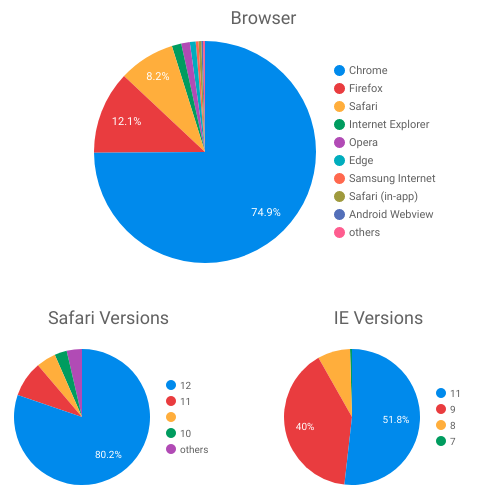 Browser
8.2%
12.1%
74.9%
Chrome
Firefox
Safari
Internet Explorer
Opera
Edge
Samsung Internet
Safari (in-app)
Android Webview
others
Safari Versions
80.2%
12
11
10
others
IE Versions
40%
51.8%
11
9
8
7